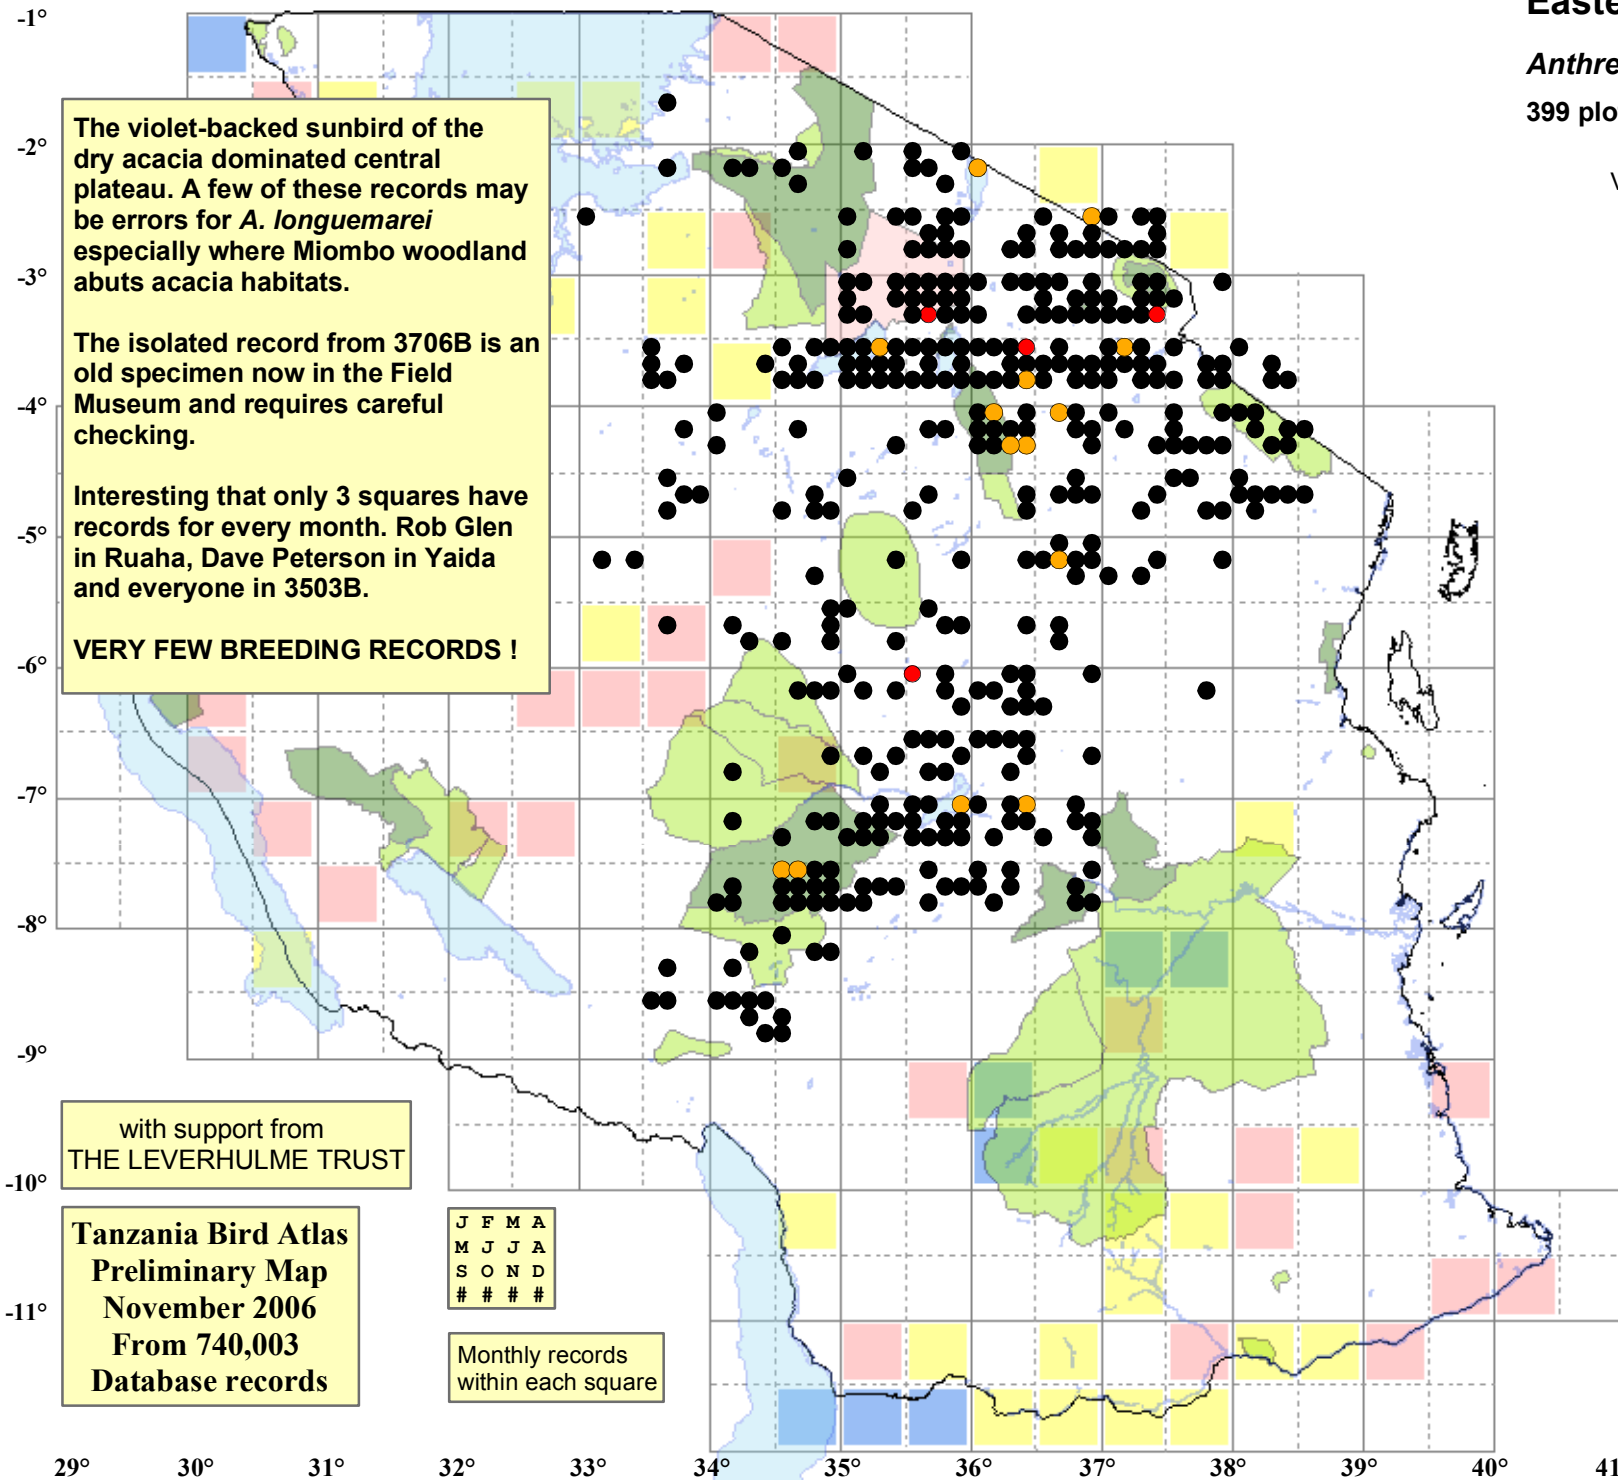 Easte
Anthre
399 plo
V
-1°
-2°
-3°
-4°
-5°
-6°
-7°
-8°
-9°
-10°
-11°
The violet-backed sunbird of the
dry acacia dominated central
plateau. A few of these records may
be errors for A. longuemarei
especially where Miombo woodland
abuts acacia habitats.
The isolated record from 3706B is an
old specimen now in the Field
Museum and requires careful
checking.
Interesting that only 3 squares have
records for every month. Rob Glen
in Ruaha, Dave Peterson in Yaida
and everyone in 3503B.
VERY FEW BREEDING RECORDS !
with support from
THE LEVERHULME TRUST
Tanzania Bird Atlas
Preliminary Map
November 2006
From 740,003
Database records
J F M A
M J J A
S O N D
# # # #
Monthly records
within each square
29° 30° 31° 32° 33° 34° 35° 36° 37° 38° 39° 40° 41